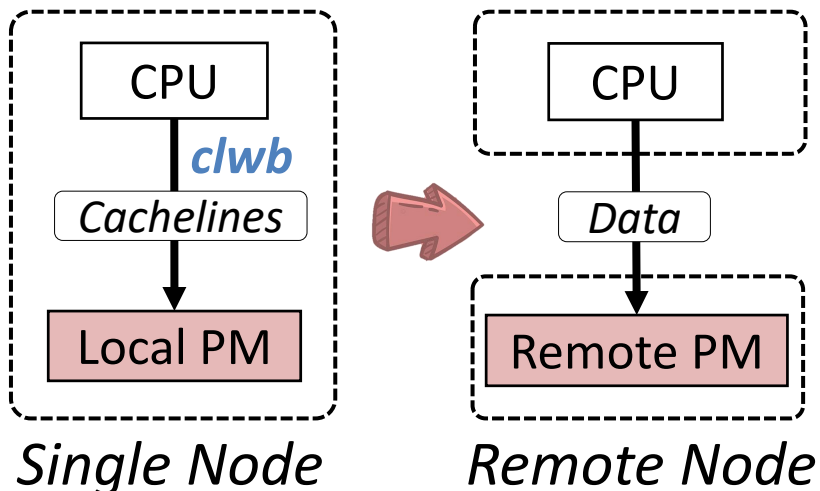 CPU
clwb
Cachelines
Local PM
Single Node
CPU
Data
Remote PM
Remote Node